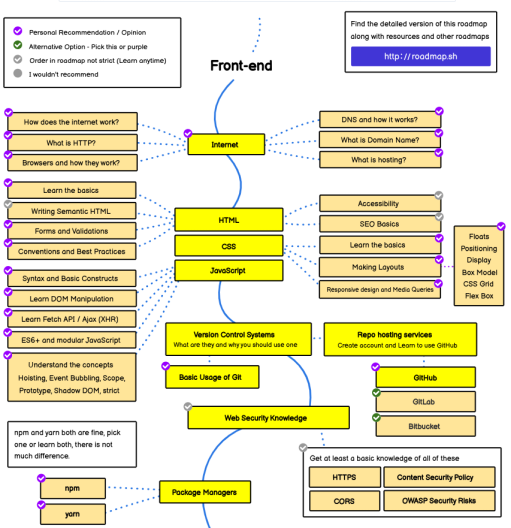 Personal Recommendation / Opinion
Alternative Option - Pick this or purple
Order in roadmap not strict (Learn anytime)
I wouldn't recommend
Find the detailed version of this roadmap
along with resources and other roadmaps
http://roadmap.sh
Front-end
How does the internet work?
What is HTTP?
Browsers and how they work?
Internet
DNS and how it works?
What is Domain Name?
What is hosting?
Learn the basics
Writing Semantic HTML
Forms and Validations
Conventions and Best Practices
HTML
CSS
JavaScript
Accessibility
SEO Basics
Learn the basics
Making Layouts
Responsive design and Media Queries
Floats
Positioning
Display
Box Model
CSS Grid
Flex Box
Syntax and Basic Constructs
Learn DOM Manipulation
Learn Fetch API / Ajax (XHR)
ES6+ and modular JavaScript
Understand the concepts
Hoisting, Event Bubbling, Scope,
Prototype, Shadow DOM, strict
Version Control Systems
What are they and why you should use one
Repo hosting services
Create account and Learn to use GitHub
Basic Usage of Git
GitHub
GitLab
Bitbucket
Web Security Knowledge
npm and yarn both are fine, pick
one or learn both, there is not
much difference.
Get at least a basic knowledge of all of these
HTTPS
Content Security Policy
CORS
OWASP Security Risks
npm
yarn
Package Managers